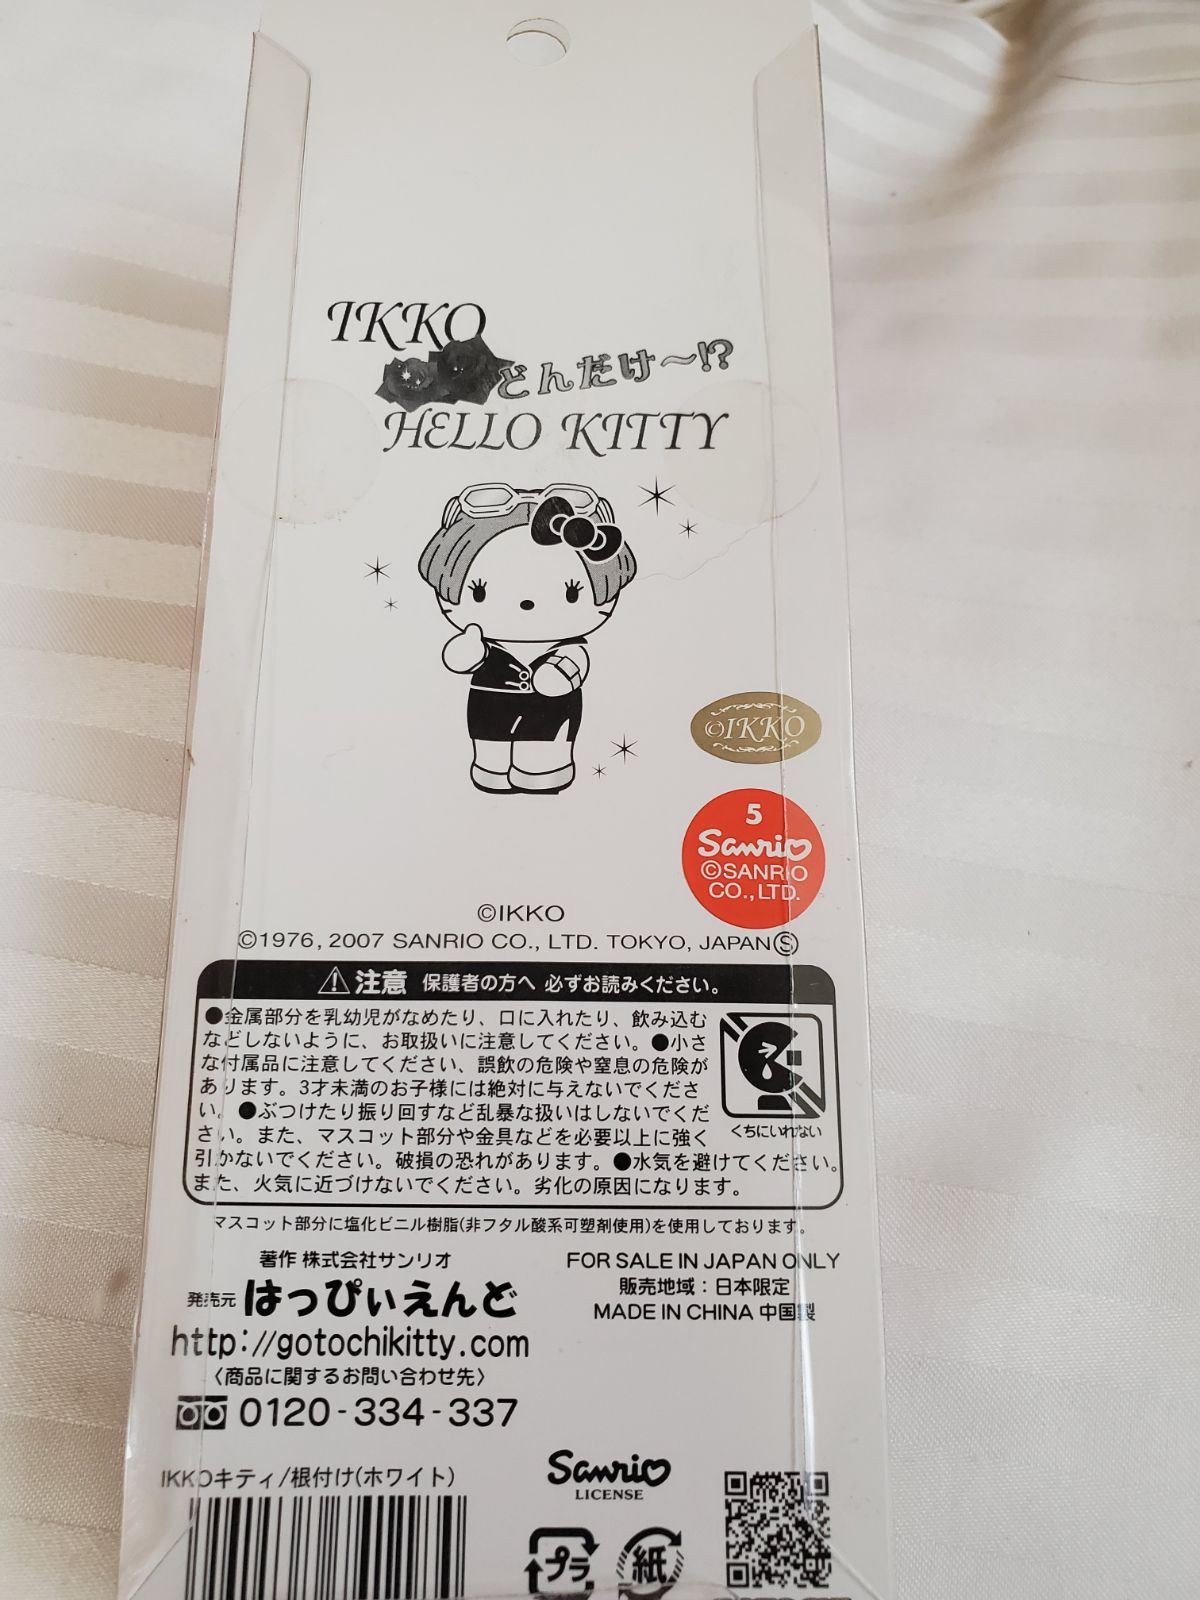 IKKO
どんだけ〜!?
HELLO KITTY
©IKKO
5
Sanrio
©SANRIO
CO.,LTD.
©IKKO
©1976, 2007 SANRIO CO., LTD. TOKYO, JAPAN Ⓢ
⚠注意 保護者の方へ 必ずお読みください。
●金属部分を乳幼児がなめたり、口に入れたり、飲み込む
などしないように、お取扱いに注意してください。●小さ
な付属品に注意してください、誤飲の危険や窒息の危険が
あります。3才未満のお子様には絶対に与えないでくださ
い。●ぶつけたり振り回すなど乱暴な扱いはしないでくだ
さい。また、マスコット部分や金具などを必要以上に強く
引かないでください。破損の恐れがあります。●水気を避けてください。
また、火気に近づけないでください。劣化の原因になります。
くちにいれない
マスコット部分に塩化ビニル樹脂(非フタル酸系可塑剤使用)を使用しております。
著作 株式会社サンリオ
発売元 はっぴぃえんど
http://gotochikitty.com
〈商品に関するお問い合わせ先〉
0120-334-337
FOR SALE IN JAPAN ONLY
販売地域：日本限定
MADE IN CHINA 中国製
IKKOキティ/根付け(ホワイト)
Sanrio
LICENSE
プラ
紙